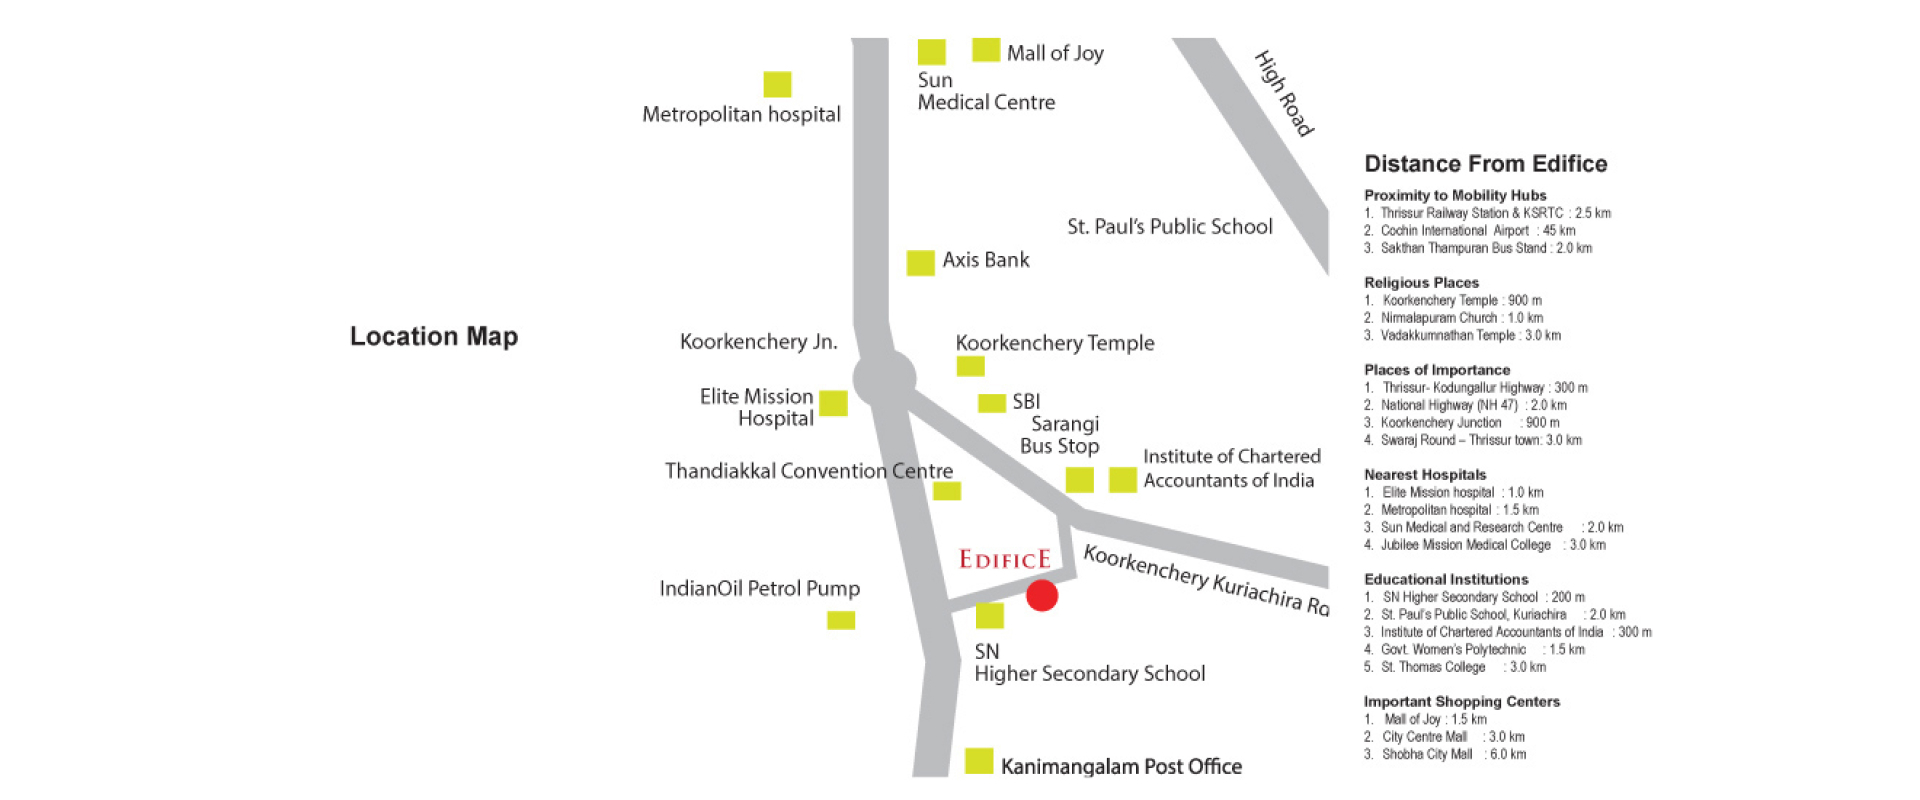 Location Map
Mall of Joy
Sun
Medical Centre
Metropolitan hospital
High Road
St. Paul's Public School
Axis Bank
Koorkenchery Jn.
Koorkenchery Temple
Elite Mission
Hospital
SBI
Sarangi
Bus Stop
Institute of Chartered
Accountants of India
Thandiakkal Convention Centre
EDIFICE
Koorkenchery Kuriachira Rd
IndianOil Petrol Pump
SN
Higher Secondary School
Kanimangalam Post Office
Distance From Edifice
Proximity to Mobility Hubs
1. Thrissur Railway Station & KSRTC : 2.5 km
2. Cochin International Airport : 45 km
3. Sakthan Thampuran Bus Stand : 2.0 km
Religious Places
1. Koorkenchery Temple : 900 m
2. Nirmalapuram Church : 1.0 km
3. Vadakkumnathan Temple : 3.0 km
Places of Importance
1. Thrissur- Kodungallur Highway : 300 m
2. National Highway (NH 47) : 2.0 km
3. Koorkenchery Junction : 900 m
4. Swaraj Round – Thrissur town: 3.0 km
Nearest Hospitals
1. Elite Mission hospital : 1.0 km
2. Metropolitan hospital : 1.5 km
3. Sun Medical and Research Centre : 2.0 km
4. Jubilee Mission Medical College : 3.0 km
Educational Institutions
1. SN Higher Secondary School : 200 m
2. St. Paul's Public School, Kuriachira : 2.0 km
3. Institute of Chartered Accountants of India : 300 m
4. Govt. Women's Polytechnic : 1.5 km
5. St. Thomas College : 3.0 km
Important Shopping Centers
1. Mall of Joy : 1.5 km
2. City Centre Mall : 3.0 km
3. Shobha City Mall : 6.0 km